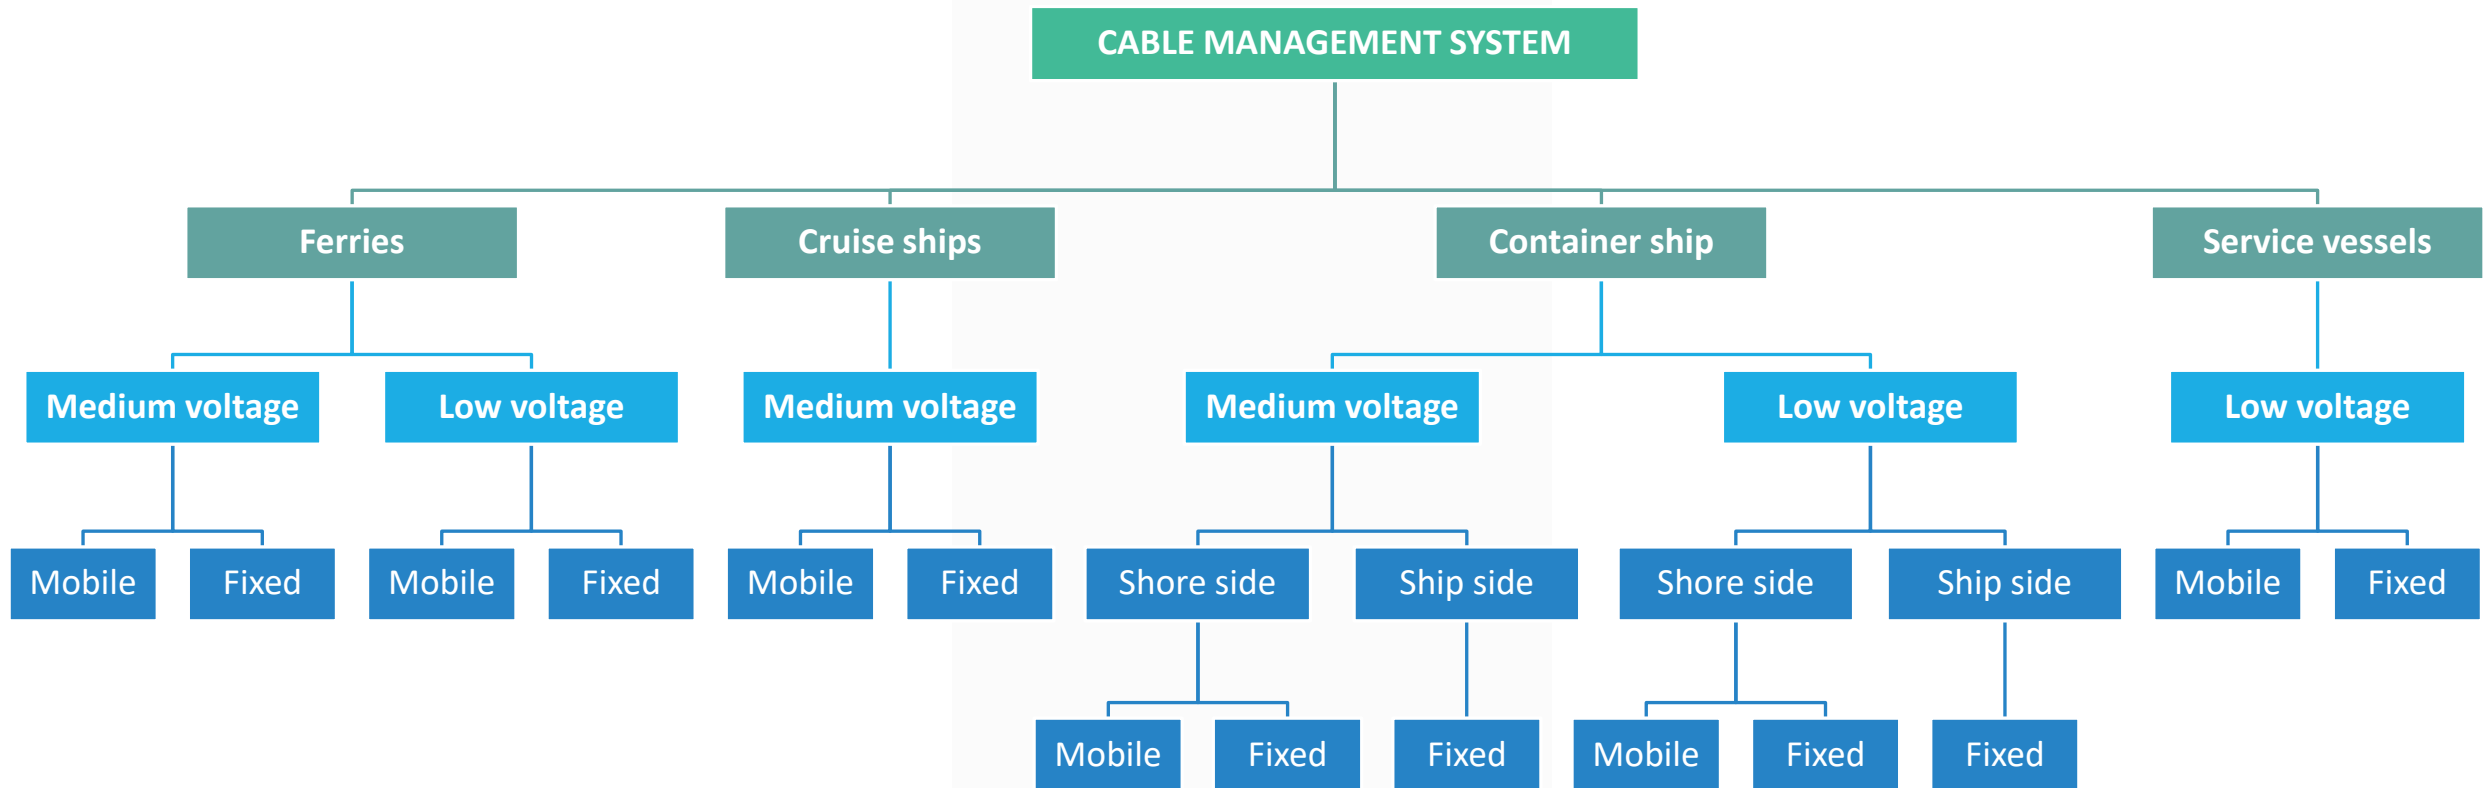 CABLE MANAGEMENT SYSTEM
Ferries
Cruise ships
Container ship
Service vessels
Medium voltage
Low voltage
Medium voltage
Medium voltage
Low voltage
Low voltage
Mobile
Fixed
Mobile
Fixed
Mobile
Fixed
Shore side
Ship side
Shore side
Ship side
Mobile
Fixed
Mobile
Fixed
Fixed
Mobile
Fixed
Fixed